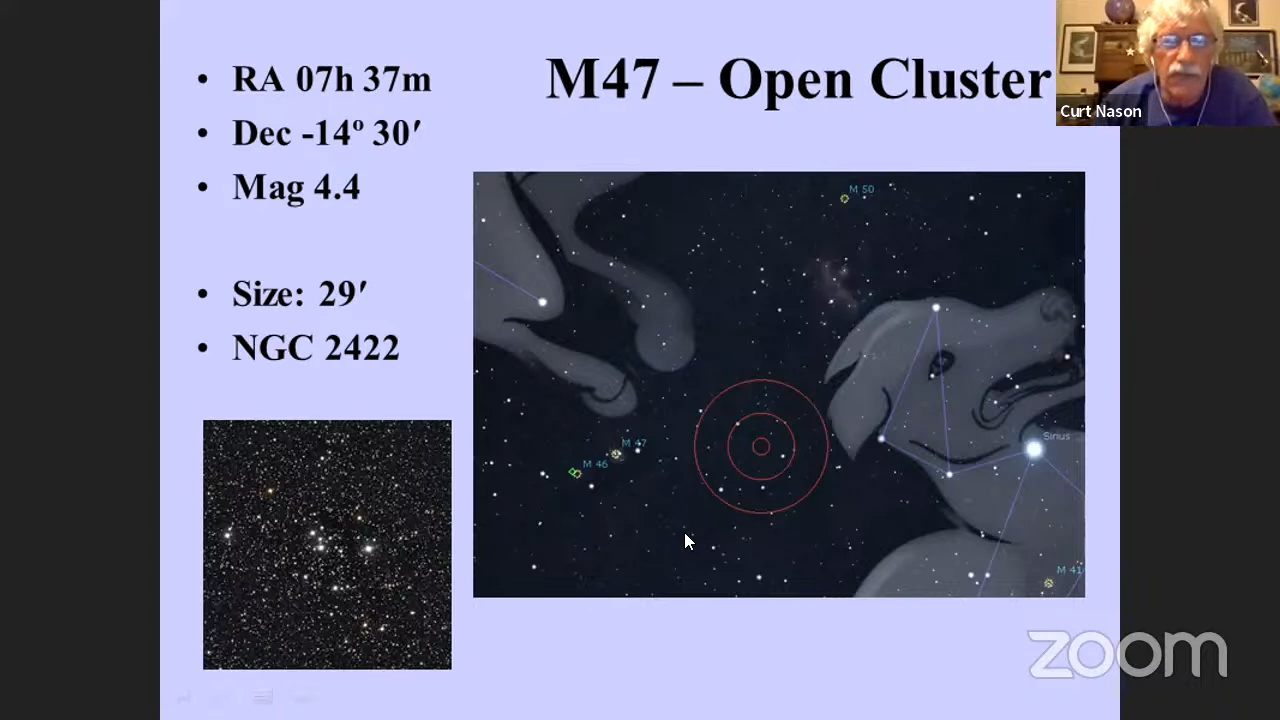 M47 – Open Cluster
• RA 07h 37m
• Dec -14º 30′
• Mag 4.4
• Size: 29′
• NGC 2422
Curt Nason
M 50
M 47
M 46
Sirius
M 41
zoom